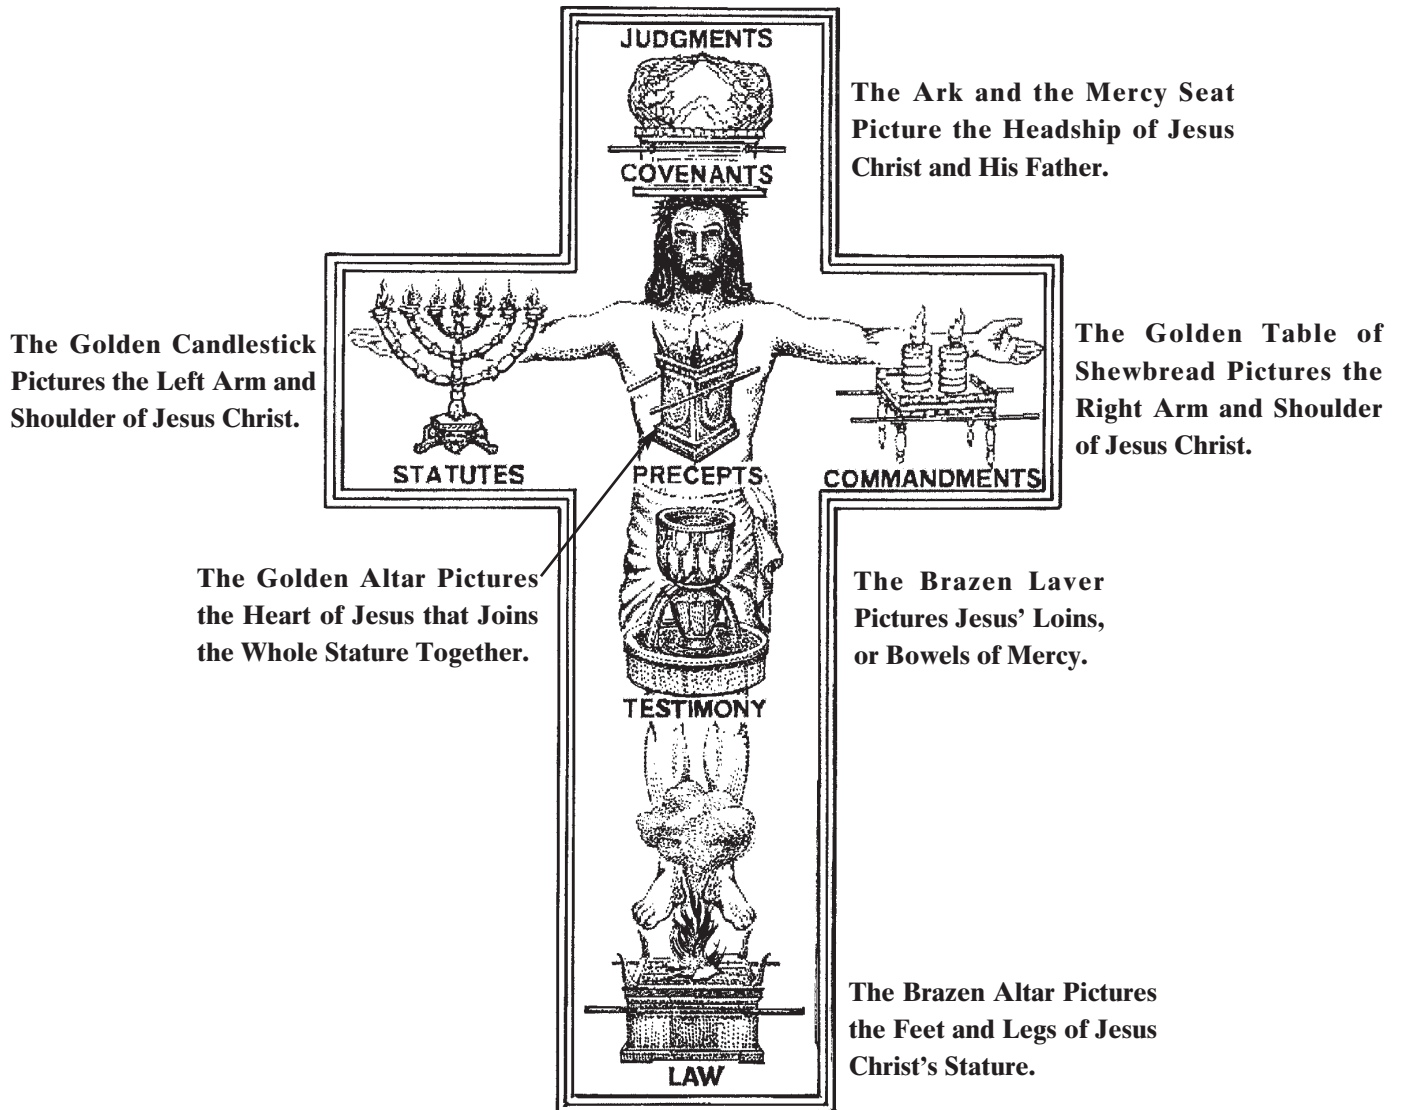 JUDGMENTS
The Ark and the Mercy Seat
Picture the Headship of Jesus
Christ and His Father.
COVENANTS
The Golden Candlestick
Pictures the Left Arm and
Shoulder of Jesus Christ.
The Golden Table of
Shewbread Pictures the
Right Arm and Shoulder
of Jesus Christ.
STATUTES
PRECEPTS
COMMANDMENTS
The Golden Altar Pictures
the Heart of Jesus that Joins
the Whole Stature Together.
The Brazen Laver
Pictures Jesus’ Loins,
or Bowels of Mercy.
TESTIMONY
The Brazen Altar Pictures
the Feet and Legs of Jesus
Christ’s Stature.
LAW